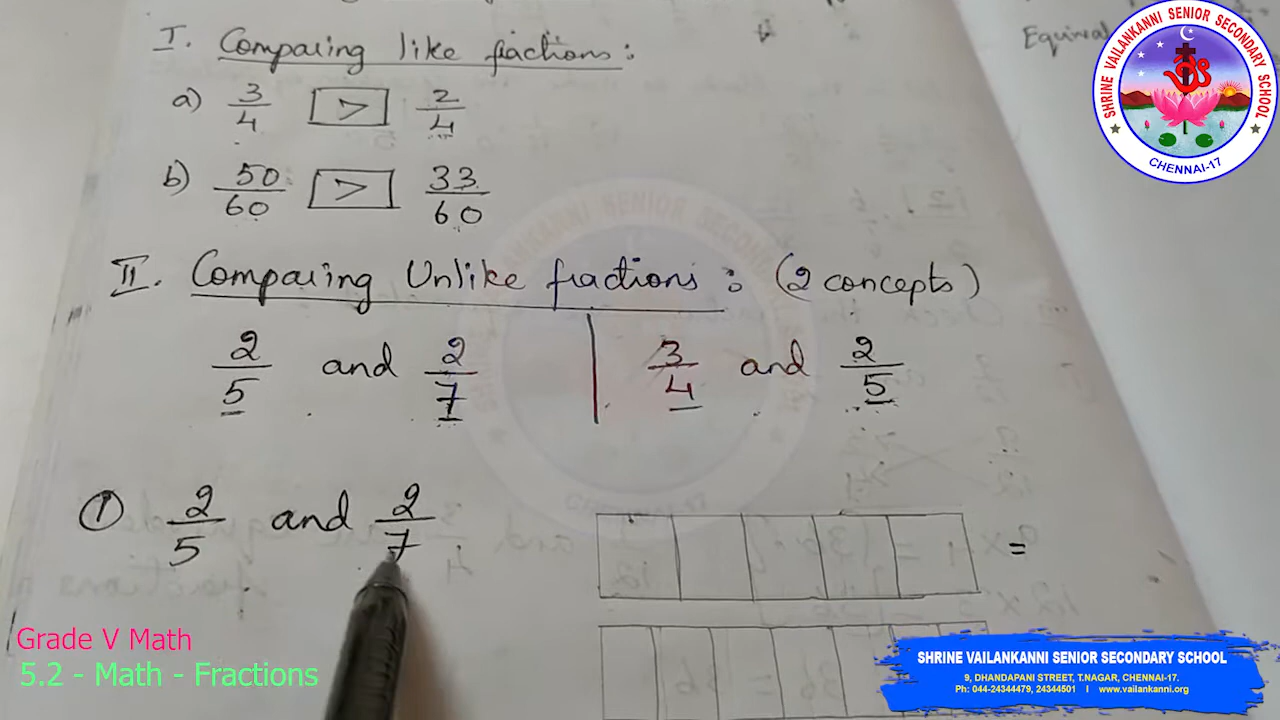 I. Comparing like fractions:
a) 3/4 > 2/4
b) 50/60 > 33/60
II. Comparing Unlike fractions: (2 concepts)
2/5 and 2/7 | 3/4 and 2/5
① 2/5 and 2/7
=
SHRINE VAILANKANNI SENIOR SECONDARY SCHOOL
CHENNAI-17
Grade V Math
5.2 - Math - Fractions
SHRINE VAILANKANNI SENIOR SECONDARY SCHOOL
9, DHANDAPANI STREET, T.NAGAR, CHENNAI-17.
Ph: 044-24344479, 24344501 I www.vailankanni.org